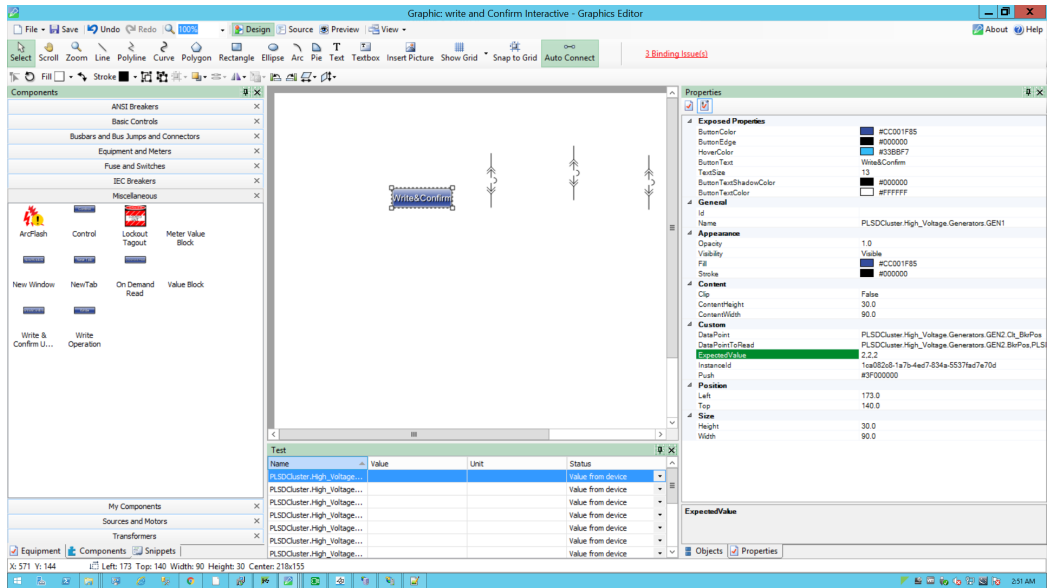 Graphic: write and Confirm Interactive - Graphics Editor
File Save Undo Redo 100% Design Source Preview View About Help
Select Scroll Zoom Line Polyline Curve Polygon Rectangle Ellipse Arc Pie Text Textbox Insert Picture Show Grid Snap to Grid Auto Connect 3 Binding Issue(s)
Fill Stroke
Components
ANSI Breakers
Basic Controls
Busbars and Bus Jumps and Connectors
Equipment and Meters
Fuse and Switches
IEC Breakers
Miscellaneous
ArcFlash Control Lockout Tagout Meter Value Block
New Window NewTab On Demand Read Value Block
Write & Confirm U... Write Operation
My Components
Sources and Motors
Transformers
Equipment Components Snippets
Write&Confirm
Test
Name Value Unit Status
PLSDCluster.High_Voltage... Value from device
PLSDCluster.High_Voltage... Value from device
PLSDCluster.High_Voltage... Value from device
PLSDCluster.High_Voltage... Value from device
PLSDCluster.High_Voltage... Value from device
PLSDCluster.High_Voltage... Value from device
PLSDCluster.High_Voltage... Value from device
Properties
Exposed Properties
ButtonColor #CC001F85
ButtonEdge #000000
HoverColor #33BBF7
ButtonText Write&Confirm
TextSize 13
ButtonTextShadowColor #000000
ButtonTextColor #FFFFFF
General
Id
Name PLSDCluster.High_Voltage.Generators.GEN1
Appearance
Opacity 1.0
Visibility Visible
Fill #CC001F85
Stroke #000000
Content
Clip False
ContentHeight 30.0
ContentWidth 90.0
Custom
DataPoint PLSDCluster.High_Voltage.Generators.GEN2.Clt_BkrPos
DataPointToRead PLSDCluster.High_Voltage.Generators.GEN2.BkrPos,PLSI
ExpectedValue 2,2,2
InstanceId 1ca082c8-1a7b-4ed7-834a-5537fad7e70d
Push #3F000000
Position
Left 173.0
Top 140.0
Size
Height 30.0
Width 90.0
ExpectedValue
Objects Properties
X: 571 Y: 144 Left: 173 Top: 140 Width: 90 Height: 30 Center: 218x155
2:51 AM